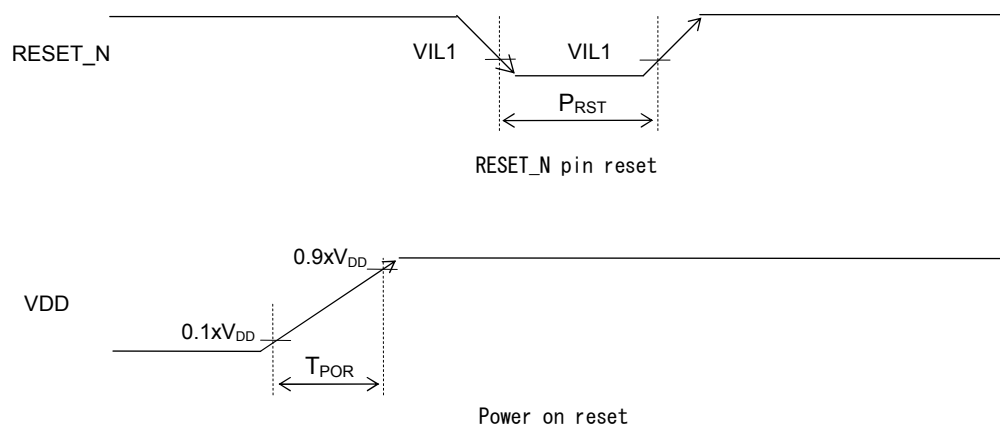 RESET_N
VIL1
VIL1
PRST
RESET_N pin reset
0.9xVDD
VDD
0.1xVDD
TPOR
Power on reset